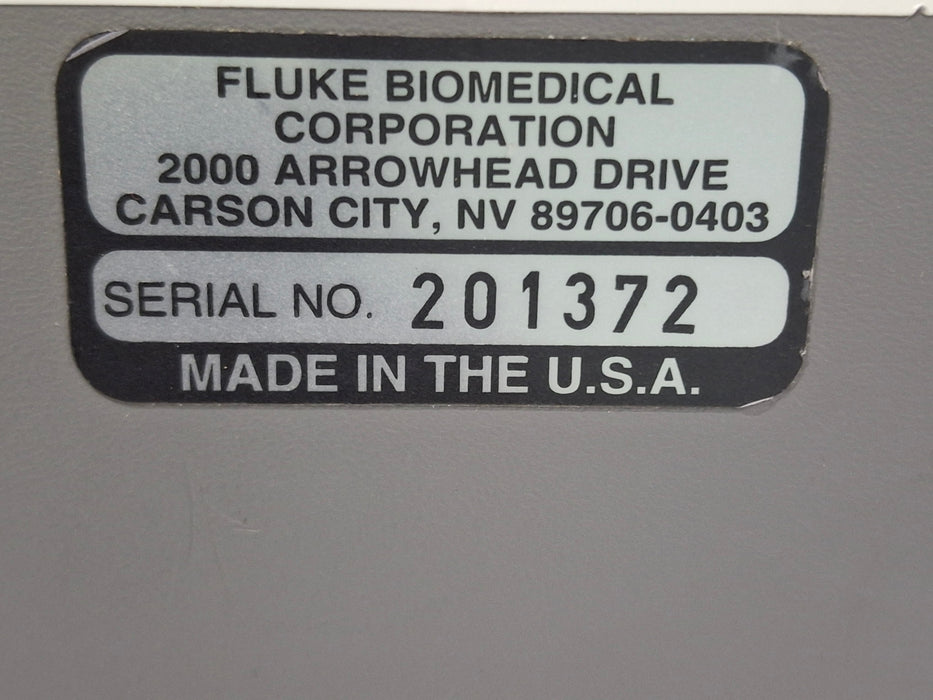 FLUKE BIOMEDICAL
CORPORATION
2000 ARROWHEAD DRIVE
CARSON CITY, NV 89706-0403
SERIAL NO. 201372
MADE IN THE U.S.A.